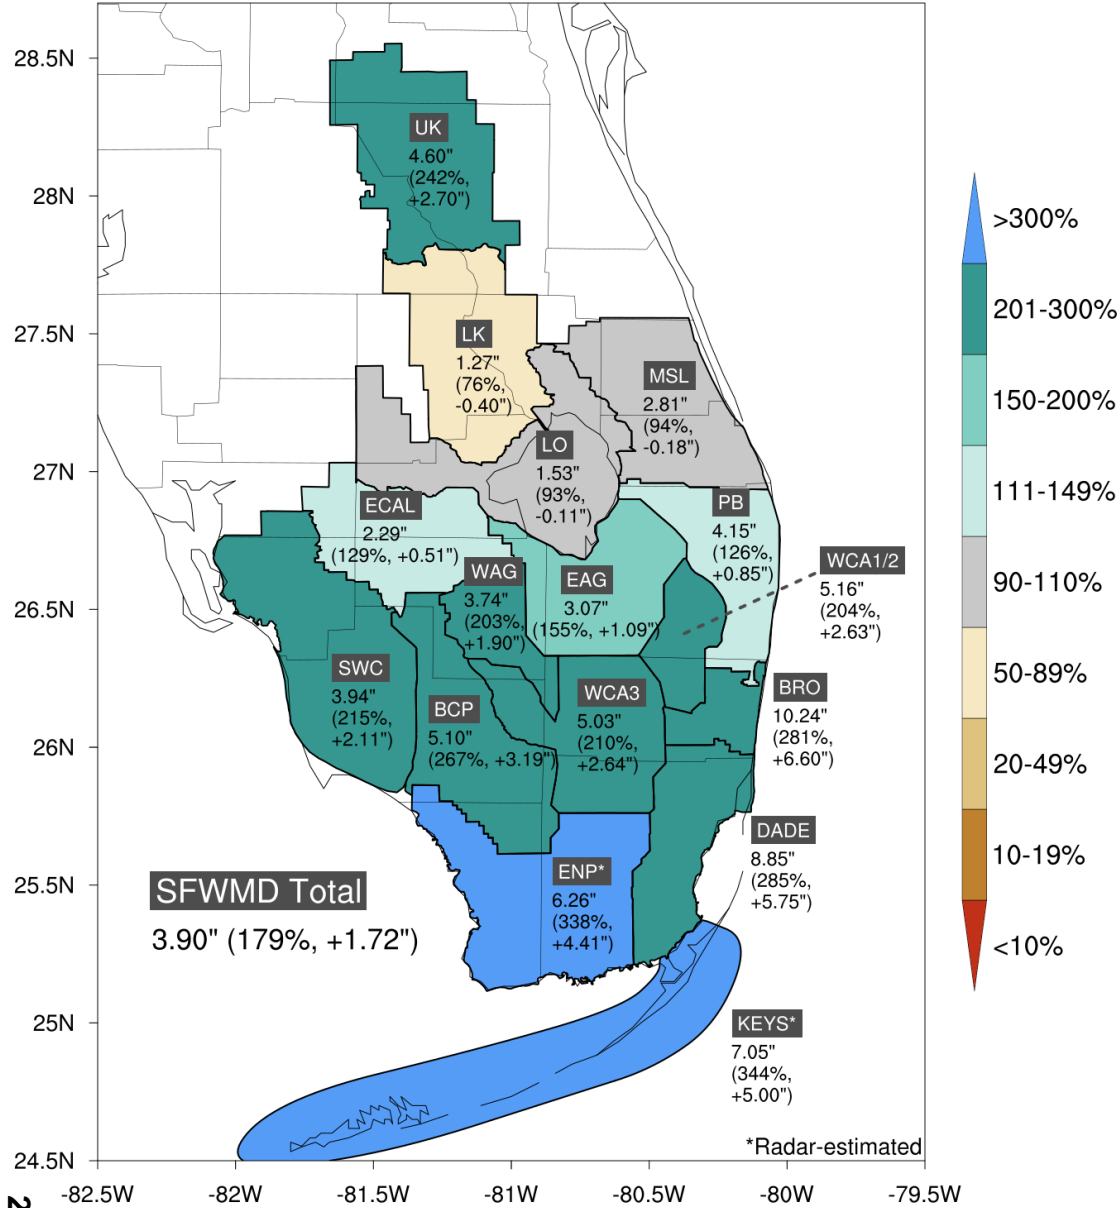 28.5N
28N
27.5N
27N
26.5N
26N
25.5N
25N
24.5N
-82.5W
-82W
-81.5W
-81W
-80.5W
-80W
-79.5W
UK
4.60"
(242%,
+2.70")
LK
1.27"
(76%,
-0.40")
MSL
2.81"
(94%,
-0.18")
LO
1.53"
(93%,
-0.11")
ECAL
2.29"
(129%, +0.51")
PB
4.15"
(126%,
+0.85")
WAG
3.74"
(203%,
+1.90")
EAG
3.07"
(155%, +1.09")
WCA1/2
5.16"
(204%,
+2.63")
SWC
3.94"
(215%,
+2.11")
BCP
5.10"
(267%, +3.19")
WCA3
5.03"
(210%,
+2.64")
BRO
10.24"
(281%,
+6.60")
DADE
8.85"
(285%,
+5.75")
ENP*
6.26"
(338%,
+4.41")
KEYS*
7.05"
(344%,
+5.00")
SFWMD Total
3.90" (179%, +1.72")
*Radar-estimated
>300%
201-300%
150-200%
111-149%
90-110%
50-89%
20-49%
10-19%
<10%
2